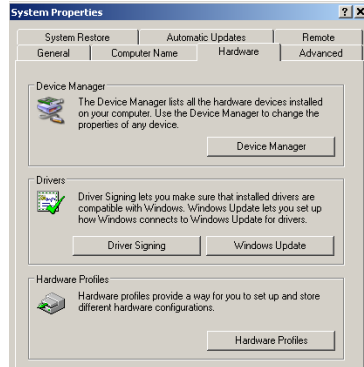 System Properties
System Restore Automatic Updates Remote
General Computer Name Hardware Advanced
Device Manager
The Device Manager lists all the hardware devices installed
on your computer. Use the Device Manager to change the
properties of any device.
Device Manager
Drivers
Driver Signing lets you make sure that installed drivers are
compatible with Windows. Windows Update lets you set up
how Windows connects to Windows Update for drivers.
Driver Signing Windows Update
Hardware Profiles
Hardware profiles provide a way for you to set up and store
different hardware configurations.
Hardware Profiles